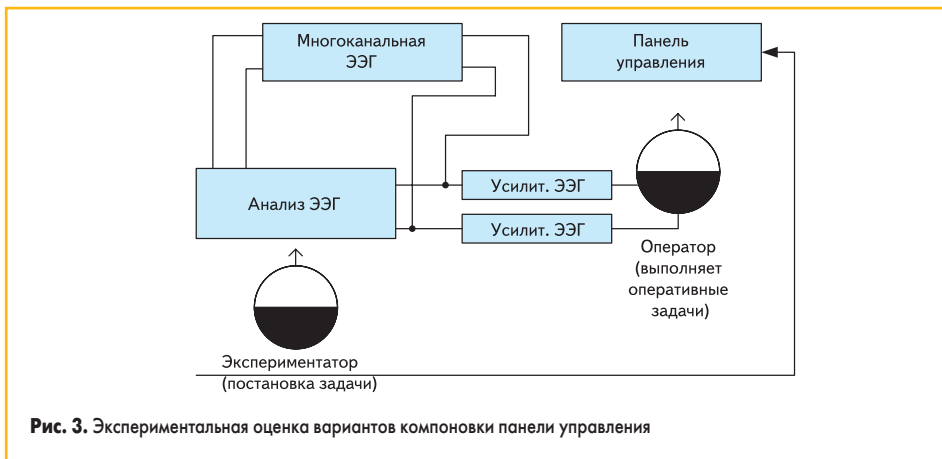 Многоканальная
ЭЭГ
Панель
управления
Анализ ЭЭГ
Усилит. ЭЭГ
Усилит. ЭЭГ
Оператор
(выполняет
оперативные
задачи)
Экспериментатор
(постановка задачи)
Рис. 3. Экспериментальная оценка вариантов компоновки панели управления